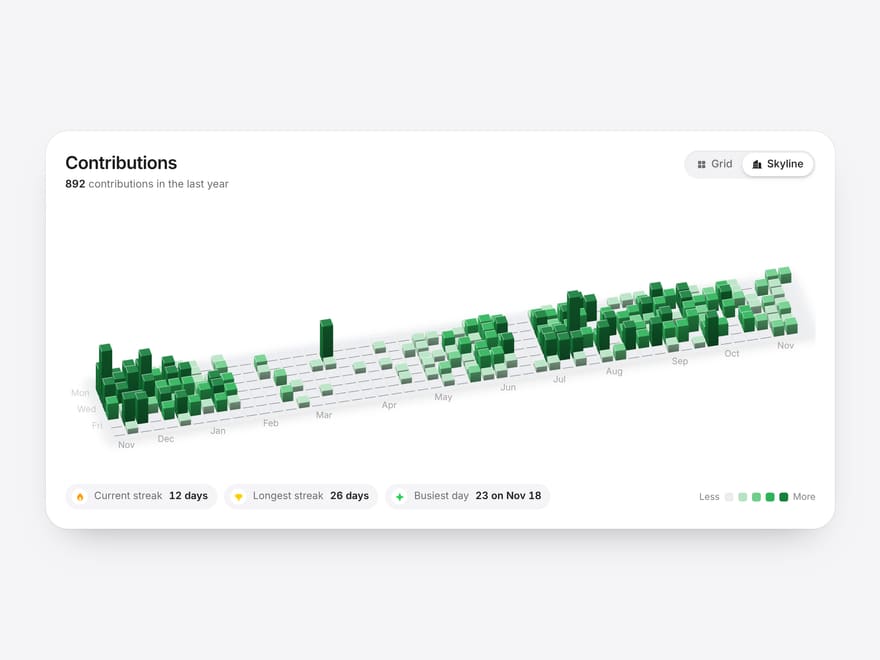 Contributions
Grid
Skyline
892 contributions in the last year
Mon
Wed
Fri
Nov
Dec
Jan
Feb
Mar
Apr
May
Jun
Jul
Aug
Sep
Oct
Nov
Current streak 12 days
Longest streak 26 days
Busiest day 23 on Nov 18
Less
More